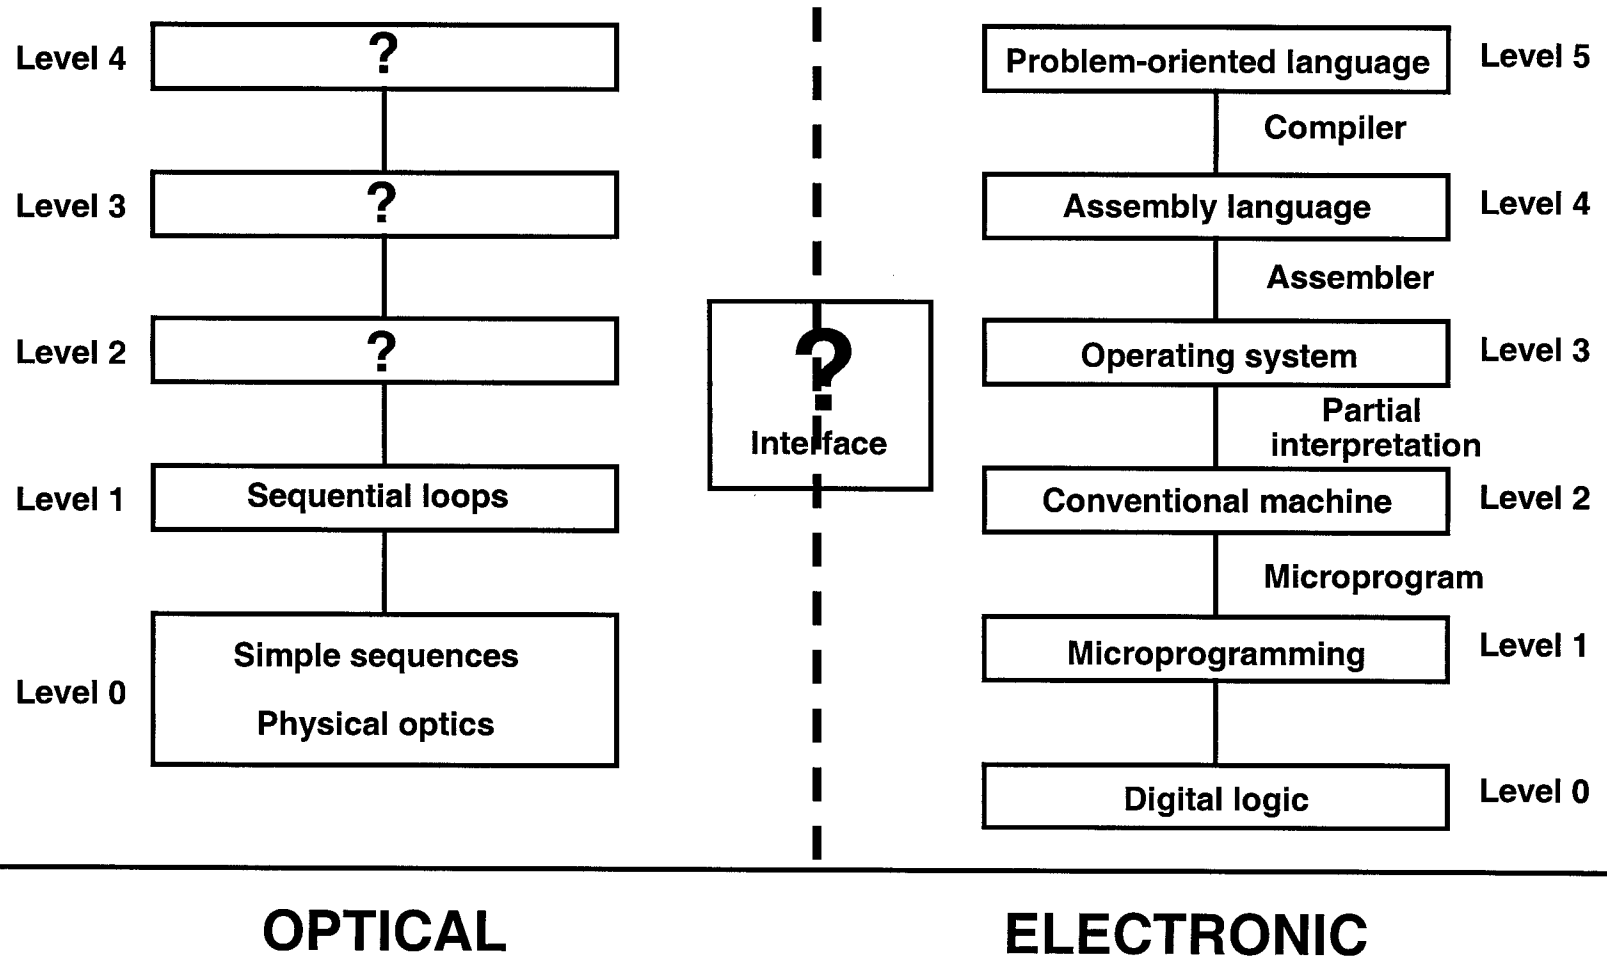 Level 4
?
Level 3
?
Level 2
?
Level 1
Sequential loops
Level 0
Simple sequences
Physical optics
?
Interface
Problem-oriented language
Level 5
Compiler
Assembly language
Level 4
Assembler
Operating system
Level 3
Partial
interpretation
Conventional machine
Level 2
Microprogram
Microprogramming
Level 1
Digital logic
Level 0
OPTICAL
ELECTRONIC